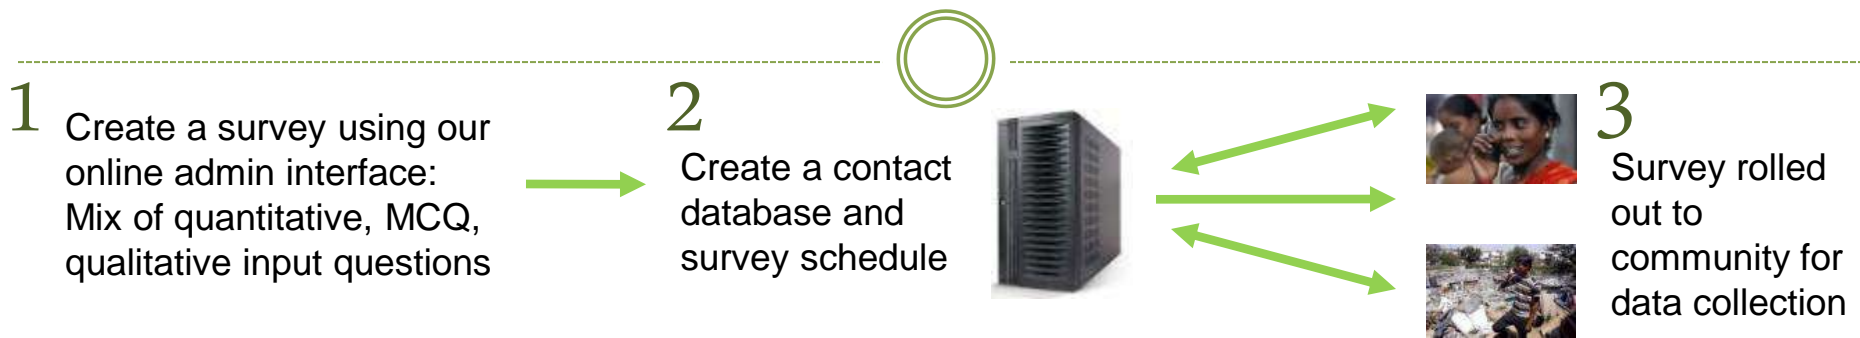 1
Create a survey using our
online admin interface:
Mix of quantitative, MCQ,
qualitative input questions
2
Create a contact
database and
survey schedule
3
Survey rolled
out to
community for
data collection